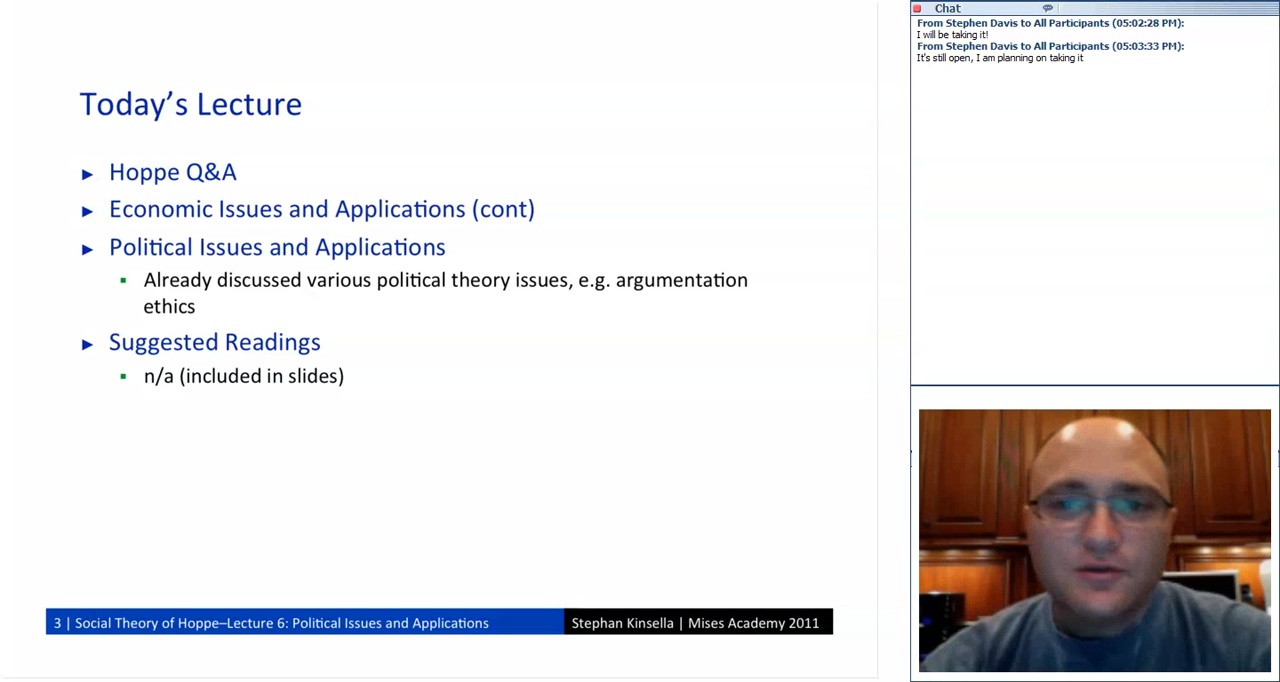 Today's Lecture
► Hoppe Q&A
► Economic Issues and Applications (cont)
► Political Issues and Applications
▪ Already discussed various political theory issues, e.g. argumentation
ethics
► Suggested Readings
▪ n/a (included in slides)
3 | Social Theory of Hoppe–Lecture 6: Political Issues and Applications
Stephan Kinsella | Mises Academy 2011
Chat
From Stephen Davis to All Participants (05:02:28 PM):
I will be taking it!
From Stephen Davis to All Participants (05:03:33 PM):
It's still open, I am planning on taking it